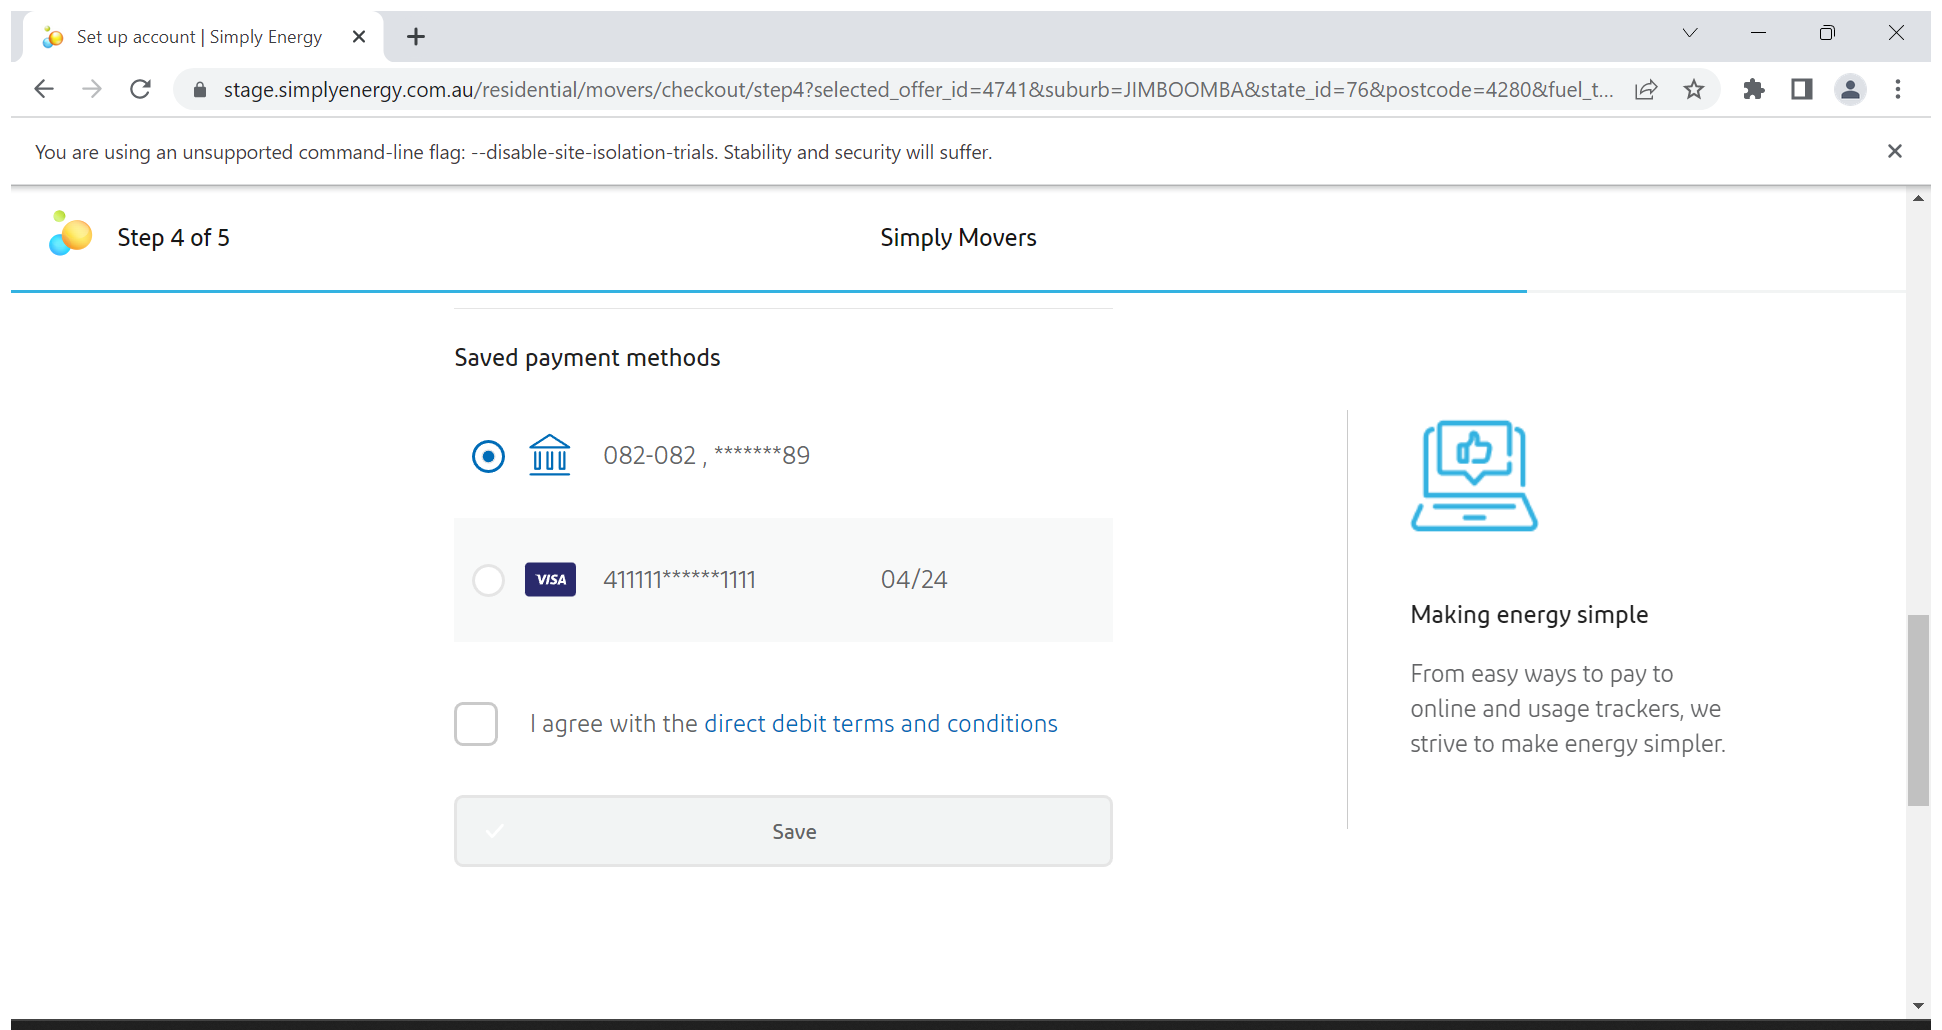 Set up account | Simply Energy
stage.simplyenergy.com.au/residential/movers/checkout/step4?selected_offer_id=4741&suburb=JIMBOOMBA&state_id=76&postcode=4280&fuel_t...
You are using an unsupported command-line flag: --disable-site-isolation-trials. Stability and security will suffer.
Step 4 of 5
Simply Movers
Saved payment methods
082-082 , *******89
VISA 411111******1111 04/24
I agree with the direct debit terms and conditions
Save
Making energy simple
From easy ways to pay to
online and usage trackers, we
strive to make energy simpler.